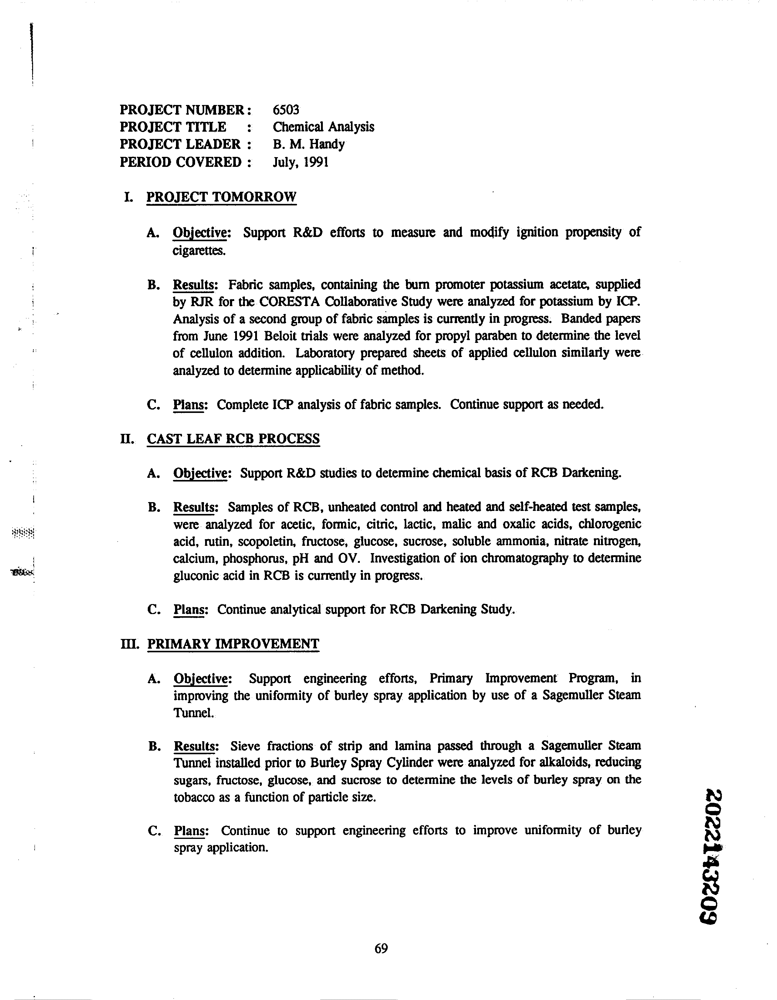 PROJECT NUMBER : 6503
PROJECT TITLE : Chemical Analysis
PROJECT LEADER : B. M. Handy
PERIOD COVERED : July, 1991
I. PROJECT TOMORROW
A. Objective: Support R&D efforts to measure and modify ignition propensity of
cigarettes.
B. Results: Fabric samples, containing the burn promoter potassium acetate, supplied
by RJR for the CORESTA Collaborative Study were analyzed for potassium by ICP.
Analysis of a second group of fabric samples is currently in progress. Banded papers
from June 1991 Beloit trials were analyzed for propyl paraben to determine the level
of cellulon addition. Laboratory prepared sheets of applied cellulon similarly were
analyzed to determine applicability of method.
C. Plans: Complete ICP analysis of fabric samples. Continue support as needed.
II. CAST LEAF RCB PROCESS
A. Objective: Support R&D studies to determine chemical basis of RCB Darkening.
B. Results: Samples of RCB, unheated control and heated and self-heated test samples,
were analyzed for acetic, formic, citric, lactic, malic and oxalic acids, chlorogenic
acid, rutin, scopoletin, fructose, glucose, sucrose, soluble ammonia, nitrate nitrogen,
calcium, phosphorus, pH and OV. Investigation of ion chromatography to determine
gluconic acid in RCB is currently in progress.
C. Plans: Continue analytical support for RCB Darkening Study.
III. PRIMARY IMPROVEMENT
A. Objective: Support engineering efforts, Primary Improvement Program, in
improving the uniformity of burley spray application by use of a Sagemuller Steam
Tunnel.
B. Results: Sieve fractions of strip and lamina passed through a Sagemuller Steam
Tunnel installed prior to Burley Spray Cylinder were analyzed for alkaloids, reducing
sugars, fructose, glucose, and sucrose to determine the levels of burley spray on the
tobacco as a function of particle size.
C. Plans: Continue to support engineering efforts to improve uniformity of burley
spray application.
2022143209
69